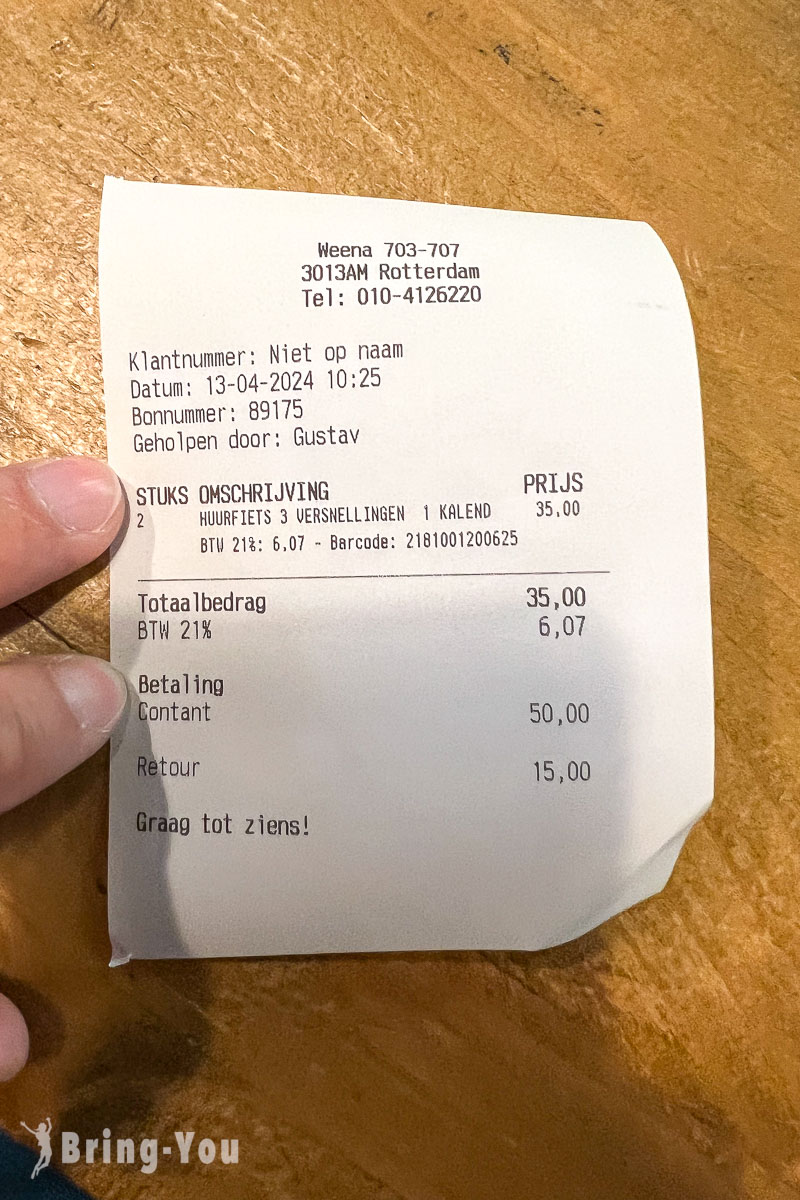 Weena 703-707
3013AM Rotterdam
Tel: 010-4126220
Klantnummer: Niet op naam
Datum: 13-04-2024 10:25
Bonnummer: 89175
Geholpen door: Gustav
STUKS OMSCHRIJVING PRIJS
2 HUURFIETS 3 VERSNELLINGEN 1 KALEND 35,00
BTW 21%: 6,07 - Barcode: 2181001200625
Totaalbedrag 35,00
BTW 21% 6,07
Betaling
Contant 50,00
Retour 15,00
Graag tot ziens!
Bring-You